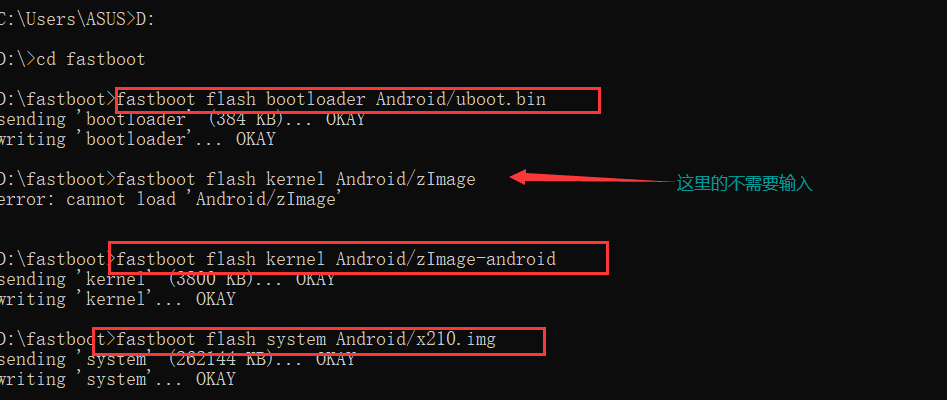 C:\Users\ASUS>D:
D:\>cd fastboot
D:\fastboot>fastboot flash bootloader Android/uboot.bin
sending 'bootloader' (384 KB)... OKAY
writing 'bootloader'... OKAY
D:\fastboot>fastboot flash kernel Android/zImage
这里的不需要输入
error: cannot load 'Android/zImage'
D:\fastboot>fastboot flash kernel Android/zImage-android
sending 'kernel' (3800 KB)... OKAY
writing 'kernel'... OKAY
D:\fastboot>fastboot flash system Android/x210.img
sending 'system' (262144 KB)... OKAY
writing 'system'... OKAY